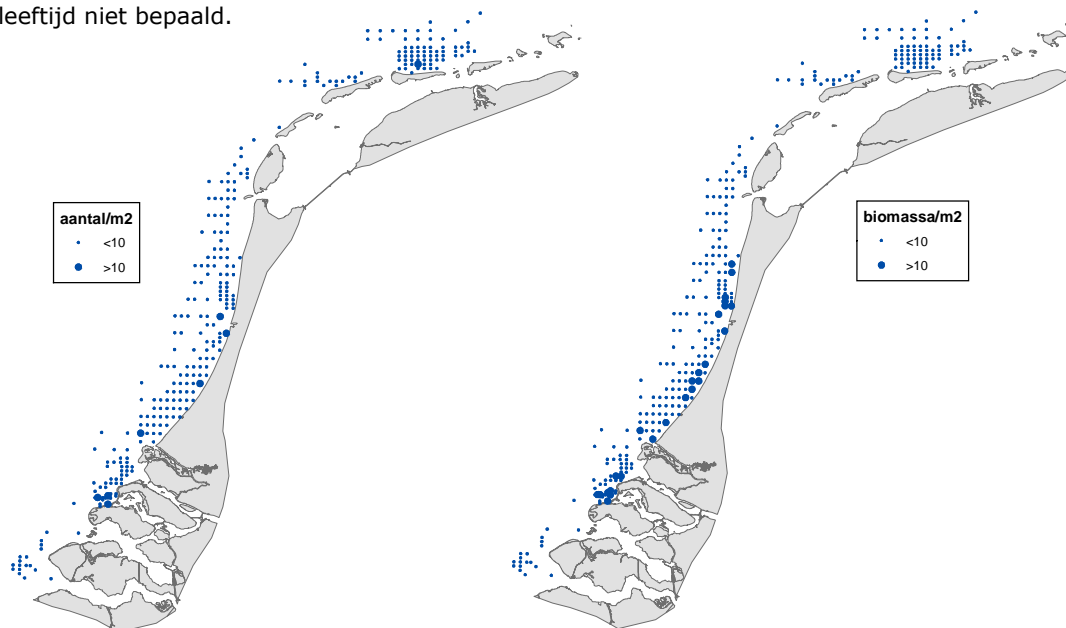 leeftijd niet bepaald.
aantal/m2
<10
>10
biomassa/m2
<10
>10